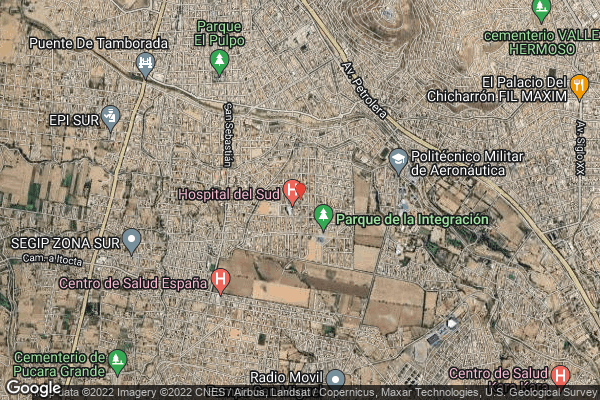 Parque
El Pulpo
cementerio VALLE
HERMOSO
Puente De Tamborada
Av. Petrolera
El Palacio Del
Chicharrón FIL MAXIM
EPI SUR
San Sebastián
Av. Siglo XX
Politécnico Militar
de Aeronáutica
Hospital del Sud
Parque de la Integración
SEGIP ZONA SUR
Cam. a Itocta
Centro de Salud España
Cementerio de
Pucara Grande
Radio Movil
Centro de Salud
Google
data ©2022 Imagery ©2022 CNES / Airbus, Landsat / Copernicus, Maxar Technologies, U.S. Geological Survey